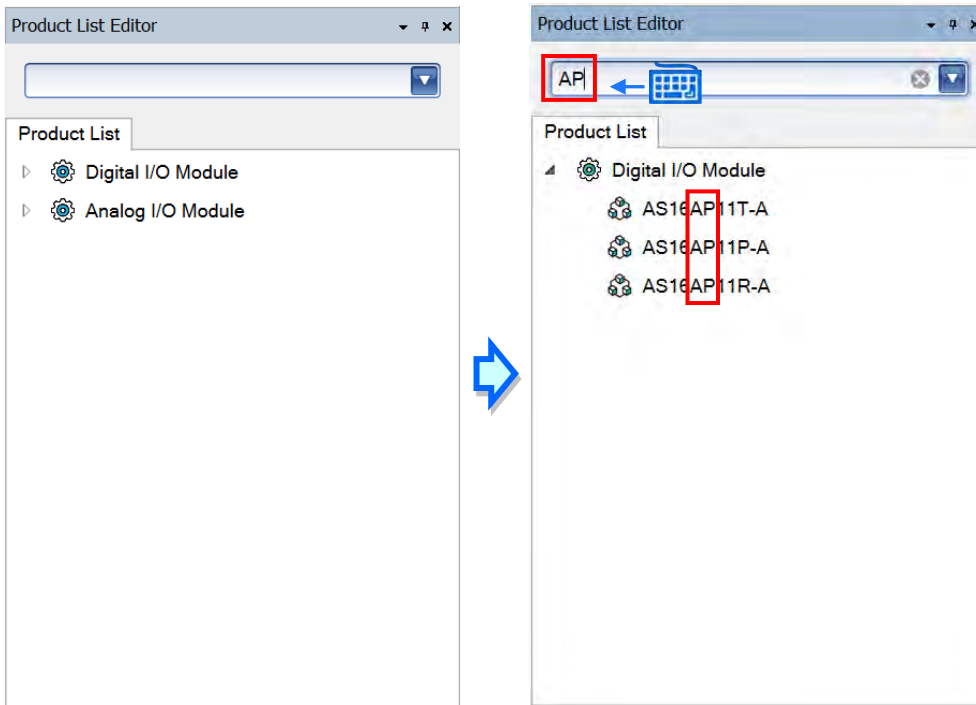 Product List Editor
Product List
Digital I/O Module
Analog I/O Module
Product List Editor
AP
Product List
Digital I/O Module
AS16AP11T-A
AS16AP11P-A
AS16AP11R-A